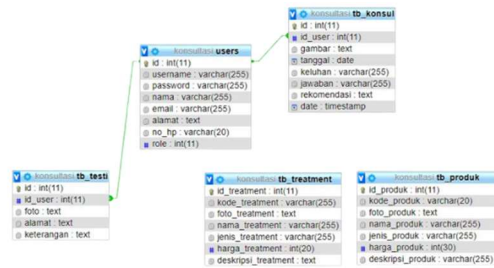 konsultasi tb_konsul
id : int(11)
id_user : int(11)
gambar : text
tanggal : date
keluhan : varchar(255)
jawaban : varchar(255)
rekomendasi : text
date : timestamp
konsultasi users
id : int(11)
username : varchar(255)
password : varchar(255)
nama : varchar(255)
email : varchar(255)
alamat : text
no_hp : varchar(20)
role : int(11)
konsultasi tb_testi
id : int(11)
id_user : int(11)
foto : text
alamat : text
keterangan : text
konsultasi tb_treatment
id_treatment : int(11)
kode_treatment : varchar(255)
foto_treatment : text
nama_treatment : varchar(255)
jenis_treatment : varchar(255)
harga_treatment : int(20)
deskripsi_treatment : text
konsultasi tb_produk
id_produk : int(11)
kode_produk : varchar(20)
foto_produk : text
nama_produk : varchar(255)
jenis_produk : varchar(255)
harga_produk : int(30)
deskripsi_produk : varchar(255)